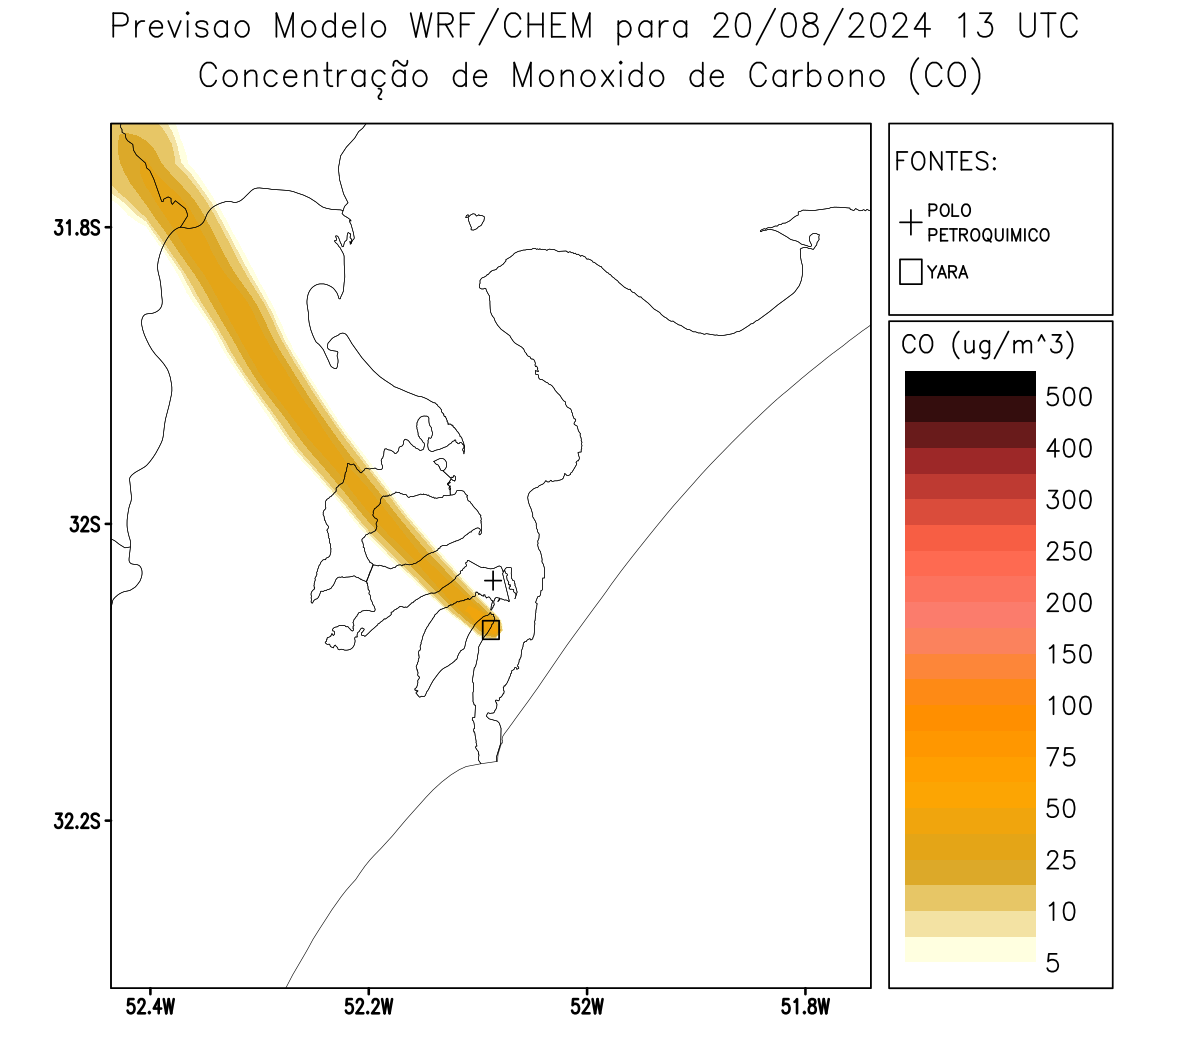 Previsao Modelo WRF/CHEM para 20/08/2024 13 UTC
Concentração de Monoxido de Carbono (CO)
FONTES:
POLO
PETROQUIMICO
YARA
CO (ug/m^3)
500
400
300
250
200
150
100
75
50
25
10
5
31.8S
32S
32.2S
52.4W
52.2W
52W
51.8W